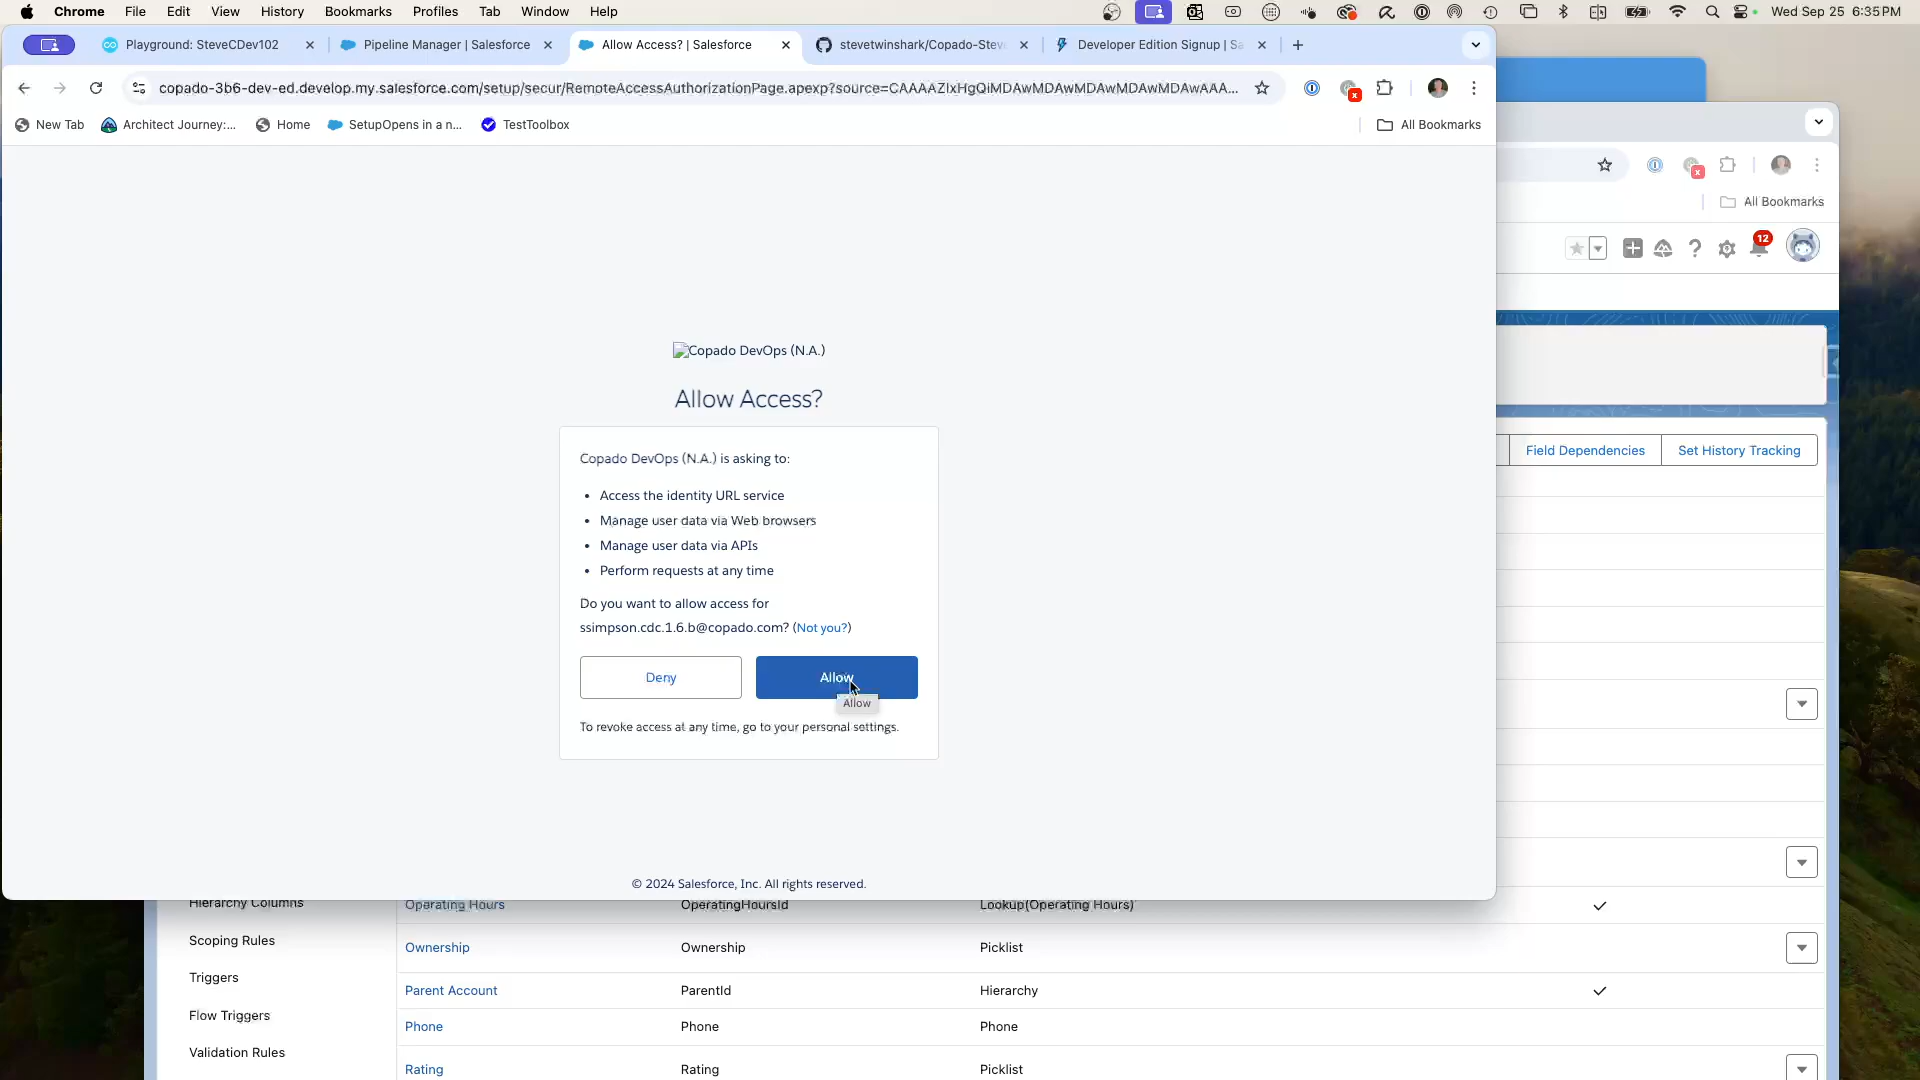 Chrome File Edit View History Bookmarks Profiles Tab Window Help Wed Sep 25 6:35 PM
Playground: SteveCDev102 Pipeline Manager | Salesforce Allow Access? | Salesforce stevetwinshark/Copado-Stev Developer Edition Signup | Sa
copado-3b6-dev-ed.develop.my.salesforce.com/setup/secur/RemoteAccessAuthorizationPage.apexp?source=CAAAAZIxHgQiMDAwMDAwMDAwMDAwMDAwAAA...
New Tab Architect Journey:... Home SetupOpens in a n... TestToolbox All Bookmarks
All Bookmarks
12
Copado DevOps (N.A.)
Allow Access?
Copado DevOps (N.A.) is asking to:
• Access the identity URL service
• Manage user data via Web browsers
• Manage user data via APIs
• Perform requests at any time
Do you want to allow access for
ssimpson.cdc.1.6.b@copado.com? (Not you?)
Deny Allow
Allow
To revoke access at any time, go to your personal settings.
© 2024 Salesforce, Inc. All rights reserved.
Field Dependencies Set History Tracking
Hierarchy Columns
Scoping Rules
Triggers
Flow Triggers
Validation Rules
Operating Hours OperatingHoursId Lookup(Operating Hours)
Ownership Ownership Picklist
Parent Account ParentId Hierarchy
Phone Phone Phone
Rating Rating Picklist